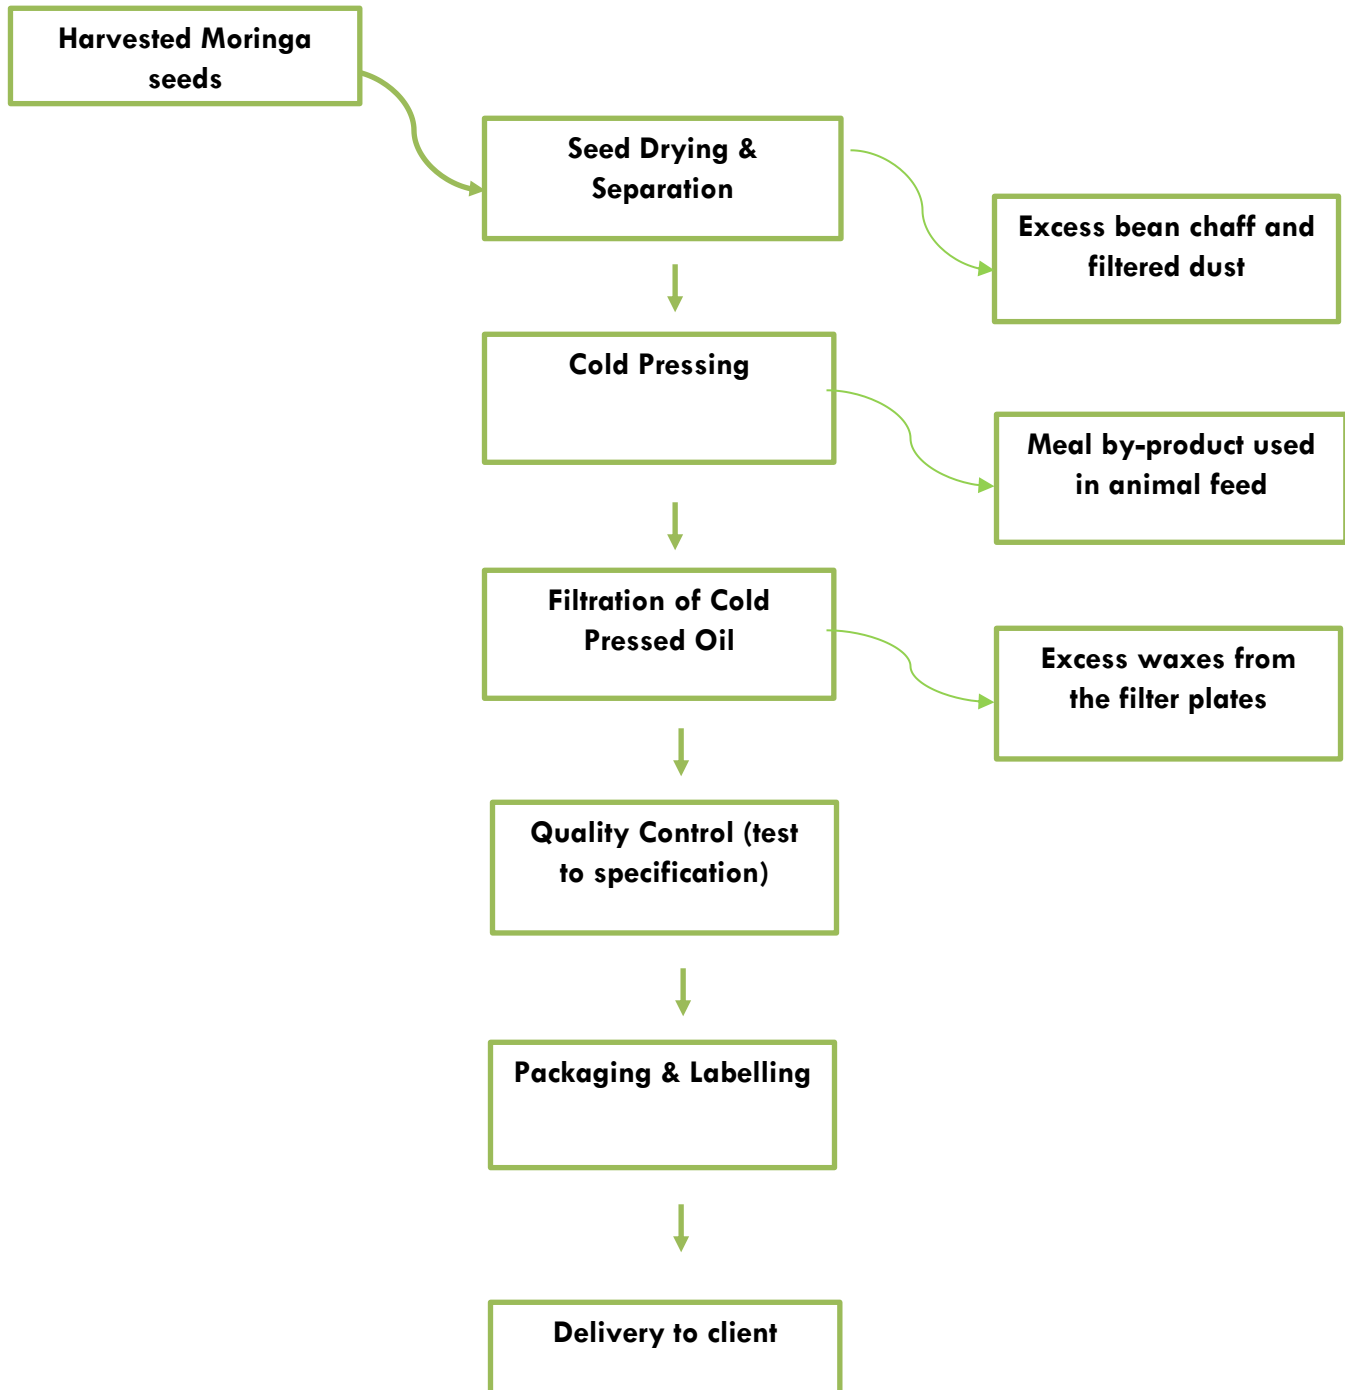 Harvested Moringa
seeds
Seed Drying &
Separation
Excess bean chaff and
filtered dust
Cold Pressing
Meal by-product used
in animal feed
Filtration of Cold
Pressed Oil
Excess waxes from
the filter plates
Quality Control (test
to specification)
Packaging & Labelling
Delivery to client